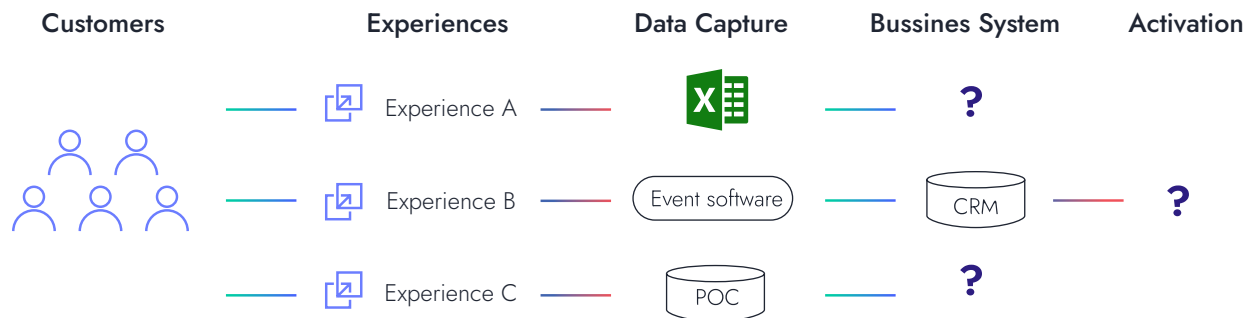 Customers Experiences Data Capture Bussines System Activation
Experience A X ?
Experience B Event software CRM ?
Experience C POC ?